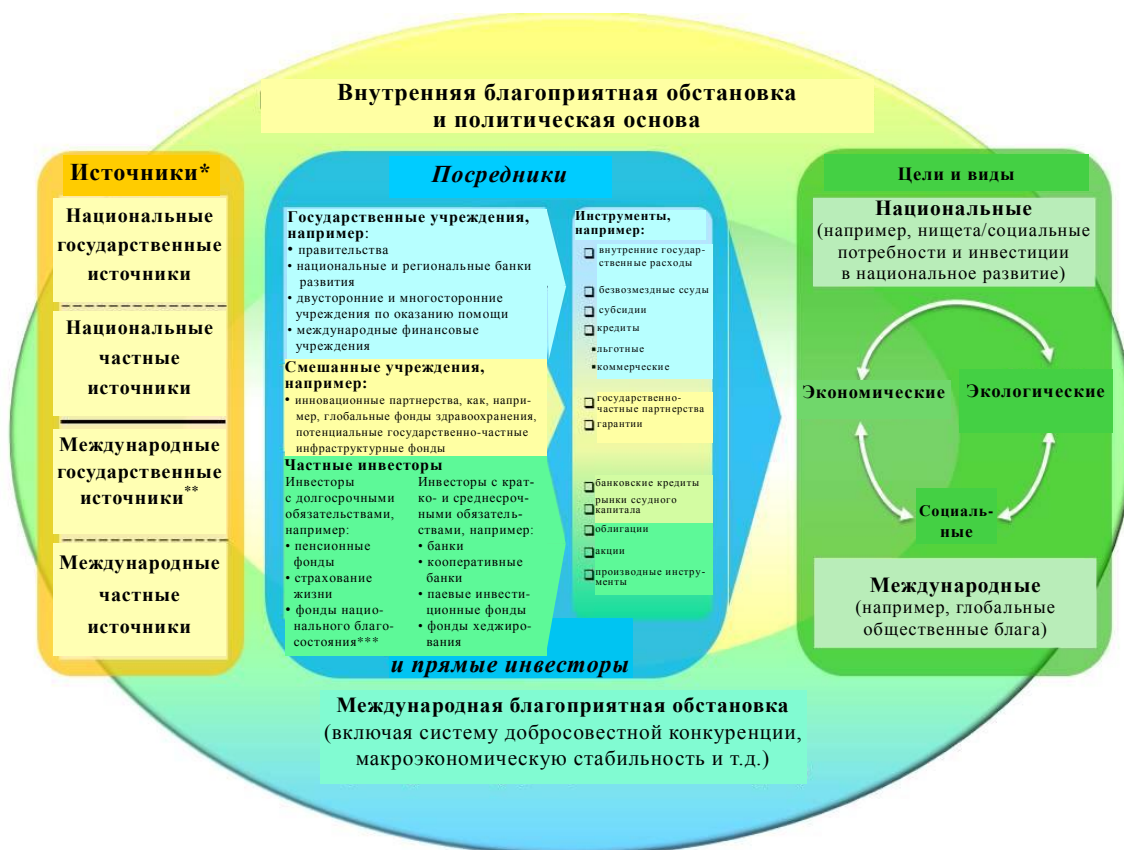 Внутренняя благоприятная обстановка
и политическая основа
Источники*
Национальные
государственные
источники
Национальные
частные
источники
Международные
государственные
источники**
Международные
частные
источники
Посредники
Государственные учреждения,
например:
• правительства
• национальные и региональные банки
развития
• двусторонние и многосторонние
учреждения по оказанию помощи
• международные финансовые
учреждения
Смешанные учреждения,
например:
• инновационные партнерства, как, напри-
мер, глобальные фонды здравоохранения,
потенциальные государственно-частные
инфраструктурные фонды
Частные инвесторы
Инвесторы
с долгосрочными
обязательствами,
например:
• пенсионные
фонды
• страхование
жизни
• фонды нацио-
нального благо-
состояния***
Инвесторы с крат-
ко- и среднесроч-
ными обязатель-
ствами, например:
• банки
• кооперативные
банки
• паевые инвести-
ционные фонды
• фонды хеджиро-
вания
Инструменты,
например:
❑ внутренние государ-
ственные расходы
❑ безвозмездные ссуды
❑ субсидии
❑ кредиты
▪ льготные
▪ коммерческие
❑ государственно-
частные партнерства
❑ гарантии
❑ банковские кредиты
❑ рынки ссудного
капитала
❑ облигации
❑ акции
❑ производные инстру-
менты
и прямые инвесторы
Цели и виды
Национальные
(например, нищета/социальные
потребности и инвестиции
в национальное развитие)
Экономические
Экологические
Социаль-
ные
Международные
(например, глобальные
общественные блага)
Международная благоприятная обстановка
(включая систему добросовестной конкуренции,
макроэкономическую стабильность и т.д.)